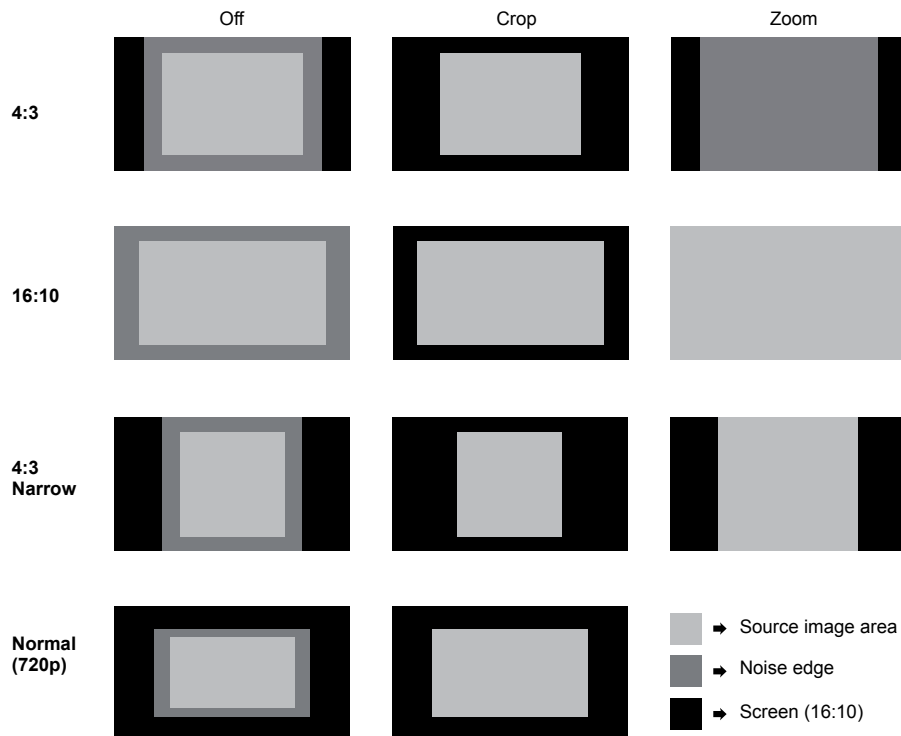 Off
Crop
Zoom
4:3
16:10
4:3
Narrow
Normal
(720p)
Source image area
Noise edge
Screen (16:10)